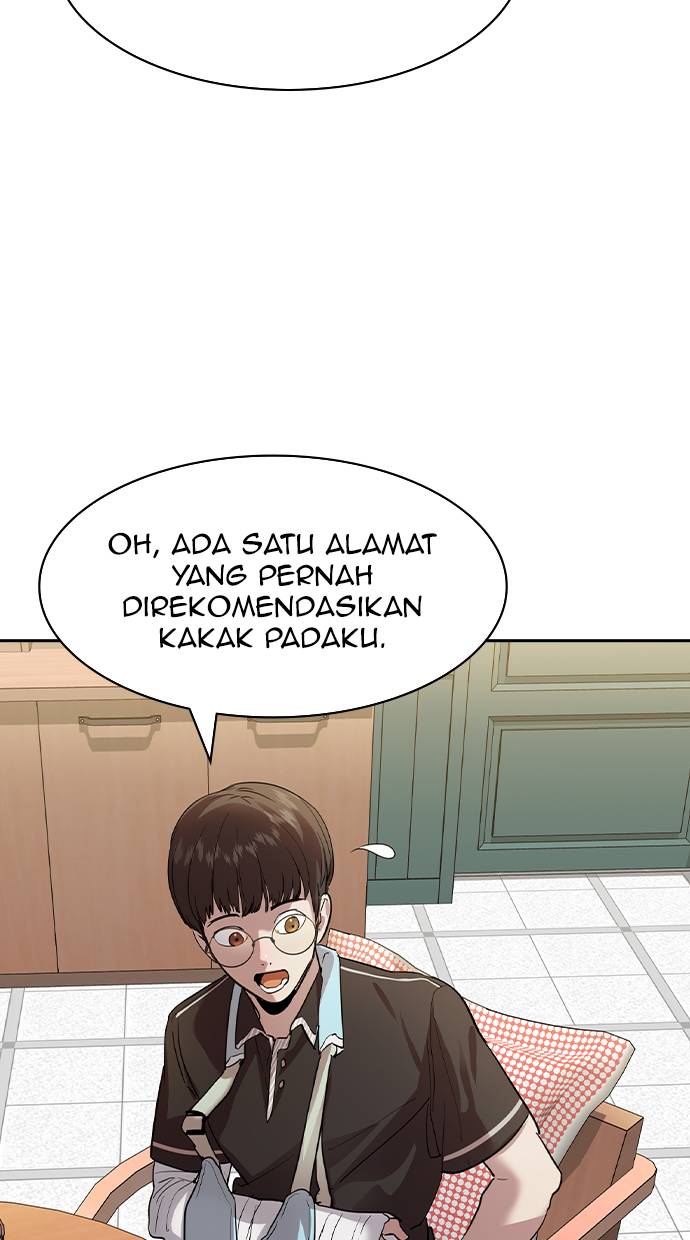 OH, ADA SATU ALAMAT
YANG PERNAH
DIREKOMENDASIKAN
KAKAK PADAKU.